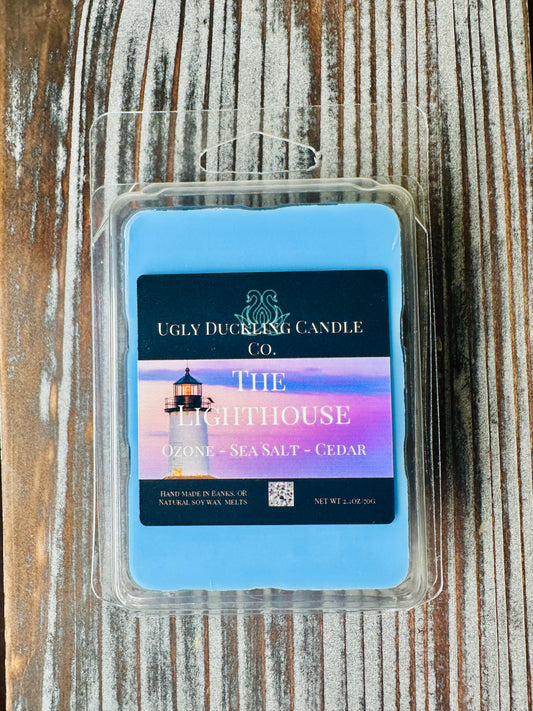 Ugly Duckling Candle
Co.
The
Lighthouse
Ozone - Sea Salt - Cedar
Hand made in Banks, OR
Natural soy wax melts
Net wt 2.5oz/70g